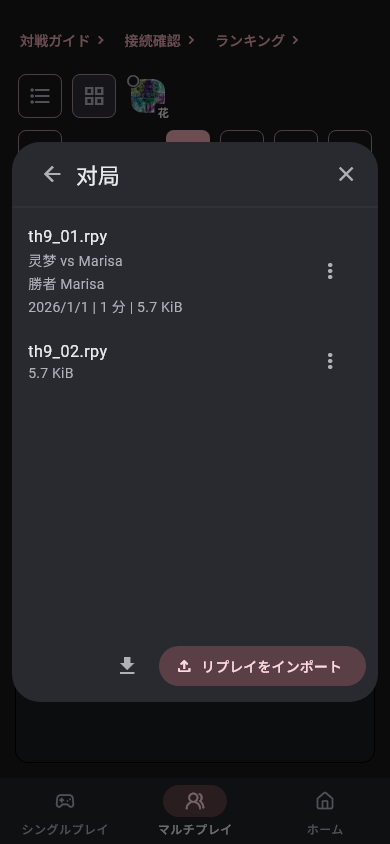 対戦ガイド
接続確認
ランキング
花
対局
th9_01.rpy
灵梦 vs Marisa
勝者 Marisa
2026/1/1 | 1 分 | 5.7 KiB
th9_02.rpy
5.7 KiB
リプレイをインポート
シングルプレイ
マルチプレイ
ホーム